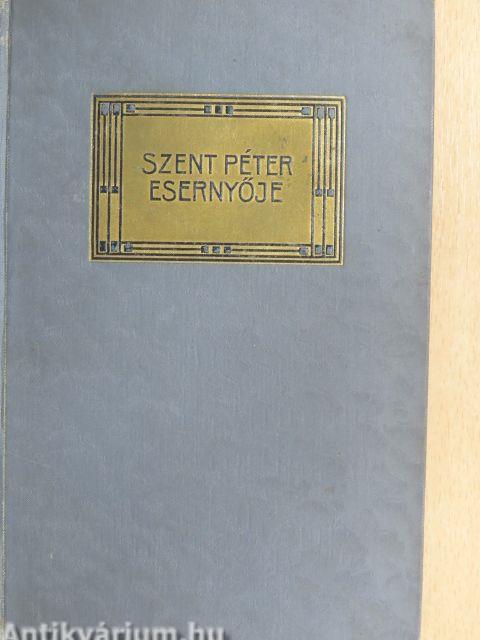 SZENT PÉTER
ESERNYŐJE
Antikvárium.hu